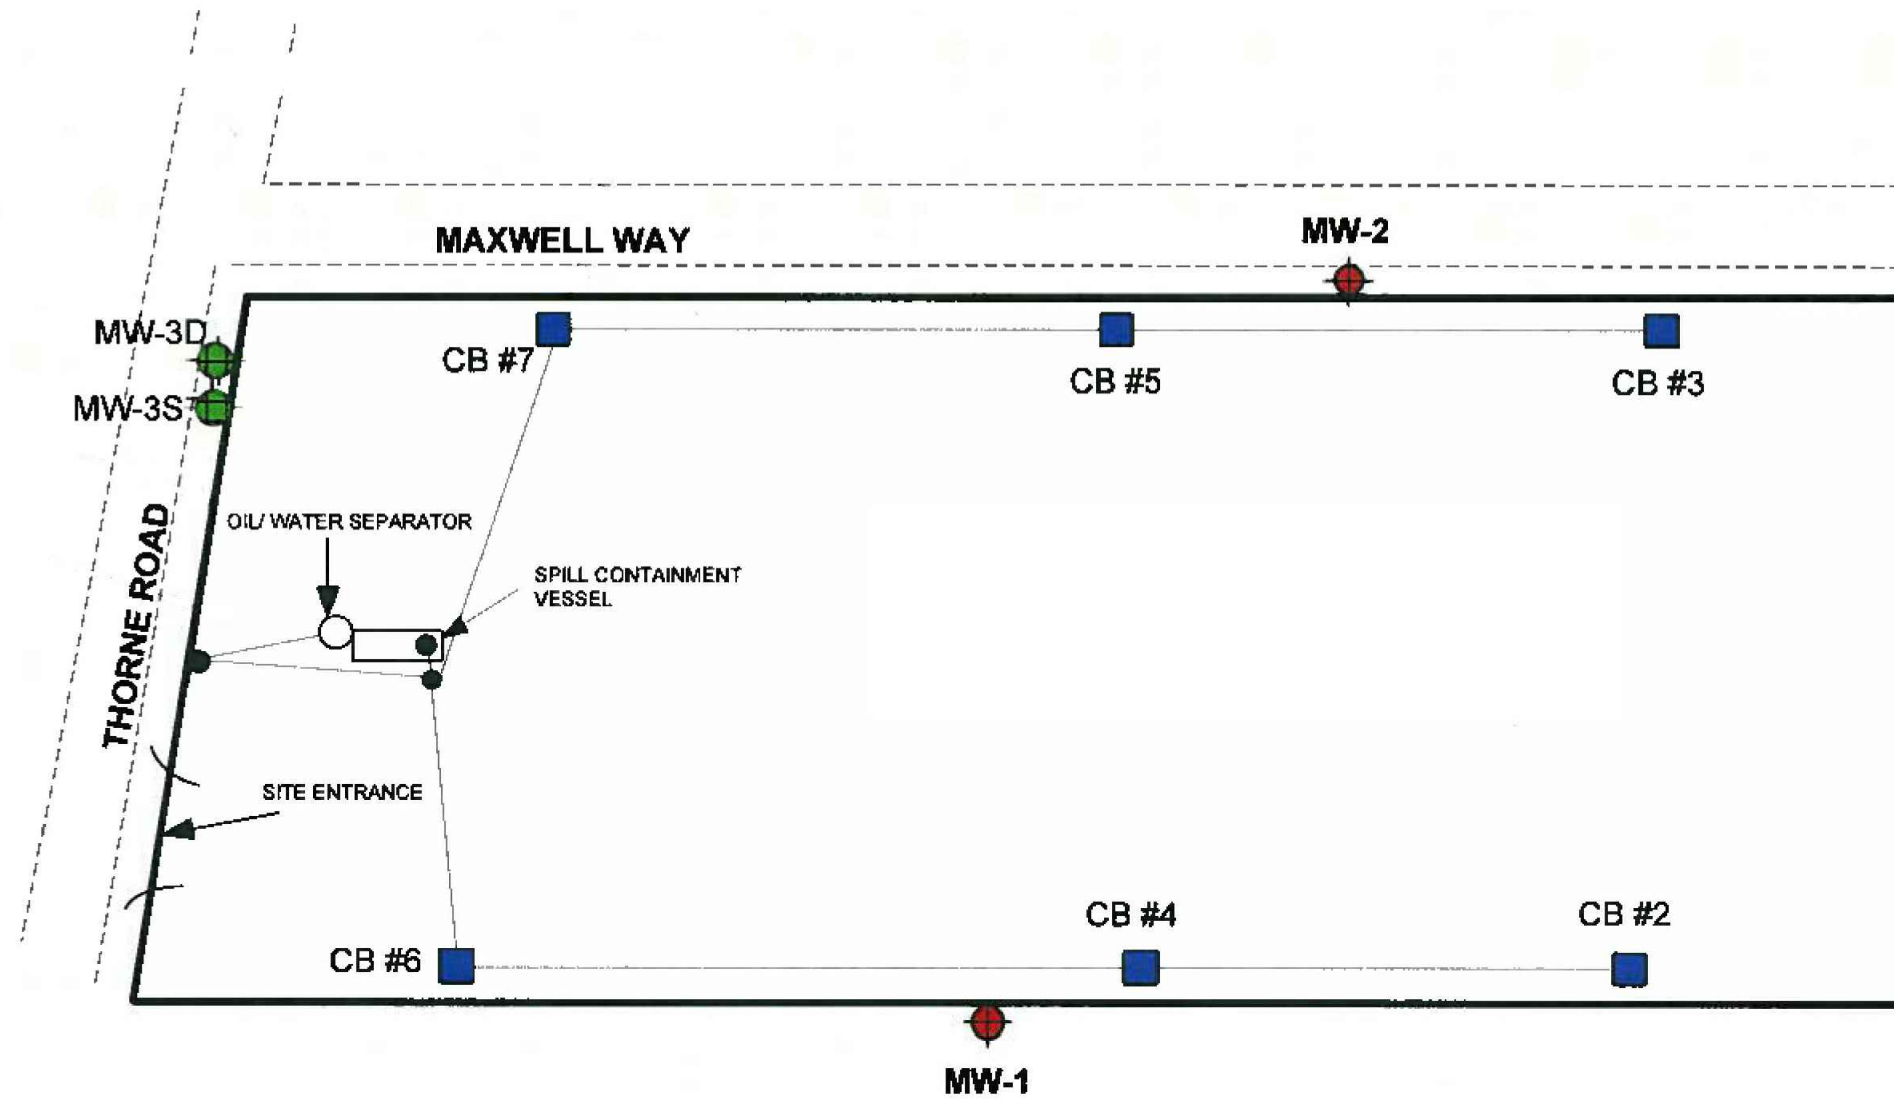 MAXWELL WAY
MW-2
MW-3D
MW-3S
CB #7
CB #5
CB #3
OIL/ WATER SEPARATOR
SPILL CONTAINMENT
VESSEL
THORNE ROAD
SITE ENTRANCE
CB #6
CB #4
CB #2
MW-1